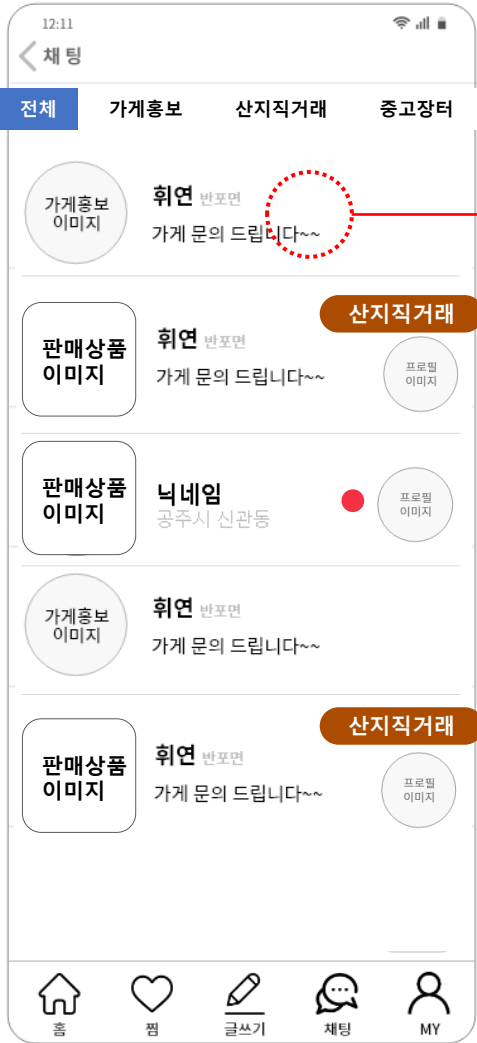 12:11
채 팅
전체 가게홍보 산지직거래 중고장터
가게홍보
이미지
휘연 반포면
가게 문의 드립니다~~
산지직거래
판매상품
이미지
휘연 반포면
가게 문의 드립니다~~
프로필
이미지
판매상품
이미지
닉네임
공주시 신관동
프로필
이미지
가게홍보
이미지
휘연 반포면
가게 문의 드립니다~~
산지직거래
판매상품
이미지
휘연 반포면
가게 문의 드립니다~~
프로필
이미지
홈 찜 글쓰기 채팅 MY